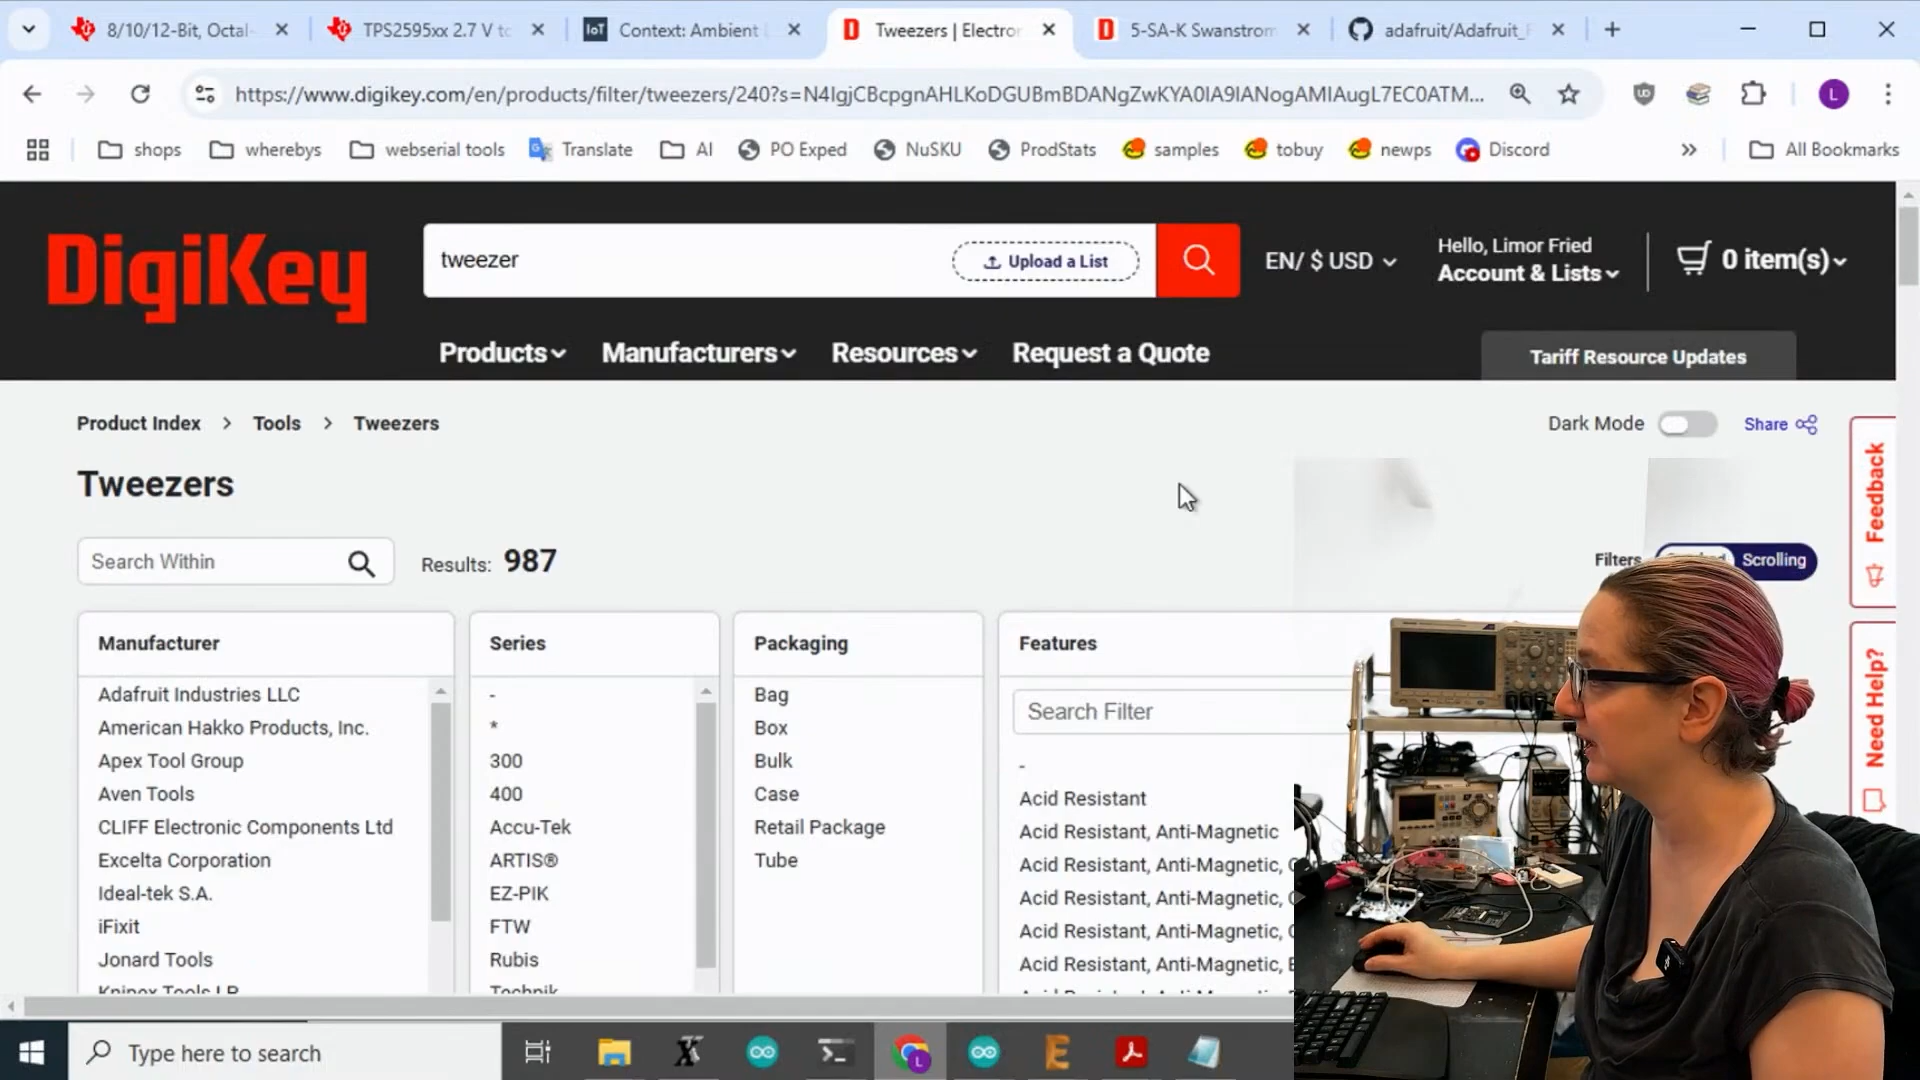 8/10/12-Bit, Octal-
TPS2595xx 2.7 V to
IoT
Context: Ambient
Tweezers | Electron
5-SA-K Swanstrom
adafruit/Adafruit_
https://www.digikey.com/en/products/filter/tweezers/240?s=N4IgjCBcpgnAHLKoDGUBmBDANgZwKYA0IA9lANogAMIAugL7EC0ATM...
L
shops
wherebys
webserial tools
Translate
AI
PO Exped
NuSKU
ProdStats
samples
tobuy
newps
Discord
All Bookmarks
DigiKey
tweezer
Upload a List
EN/ $ USD
Hello, Limor Fried
Account & Lists
0 item(s)
Products
Manufacturers
Resources
Request a Quote
Tariff Resource Updates
Product Index > Tools > Tweezers
Dark Mode
Share
Tweezers
Feedback
Search Within
Results: 987
Filters
Scrolling
Need Help?
Manufacturer
Adafruit Industries LLC
American Hakko Products, Inc.
Apex Tool Group
Aven Tools
CLIFF Electronic Components Ltd
Excelta Corporation
Ideal-tek S.A.
iFixit
Jonard Tools
Knipex Tools LP
Series
-
*
300
400
Accu-Tek
ARTIS®
EZ-PIK
FTW
Rubis
Technik
Packaging
Bag
Box
Bulk
Case
Retail Package
Tube
Features
Search Filter
-
Acid Resistant
Acid Resistant, Anti-Magnetic
Acid Resistant, Anti-Magnetic,
Acid Resistant, Anti-Magnetic,
Acid Resistant, Anti-Magnetic,
Acid Resistant, Anti-Magnetic,
Type here to search